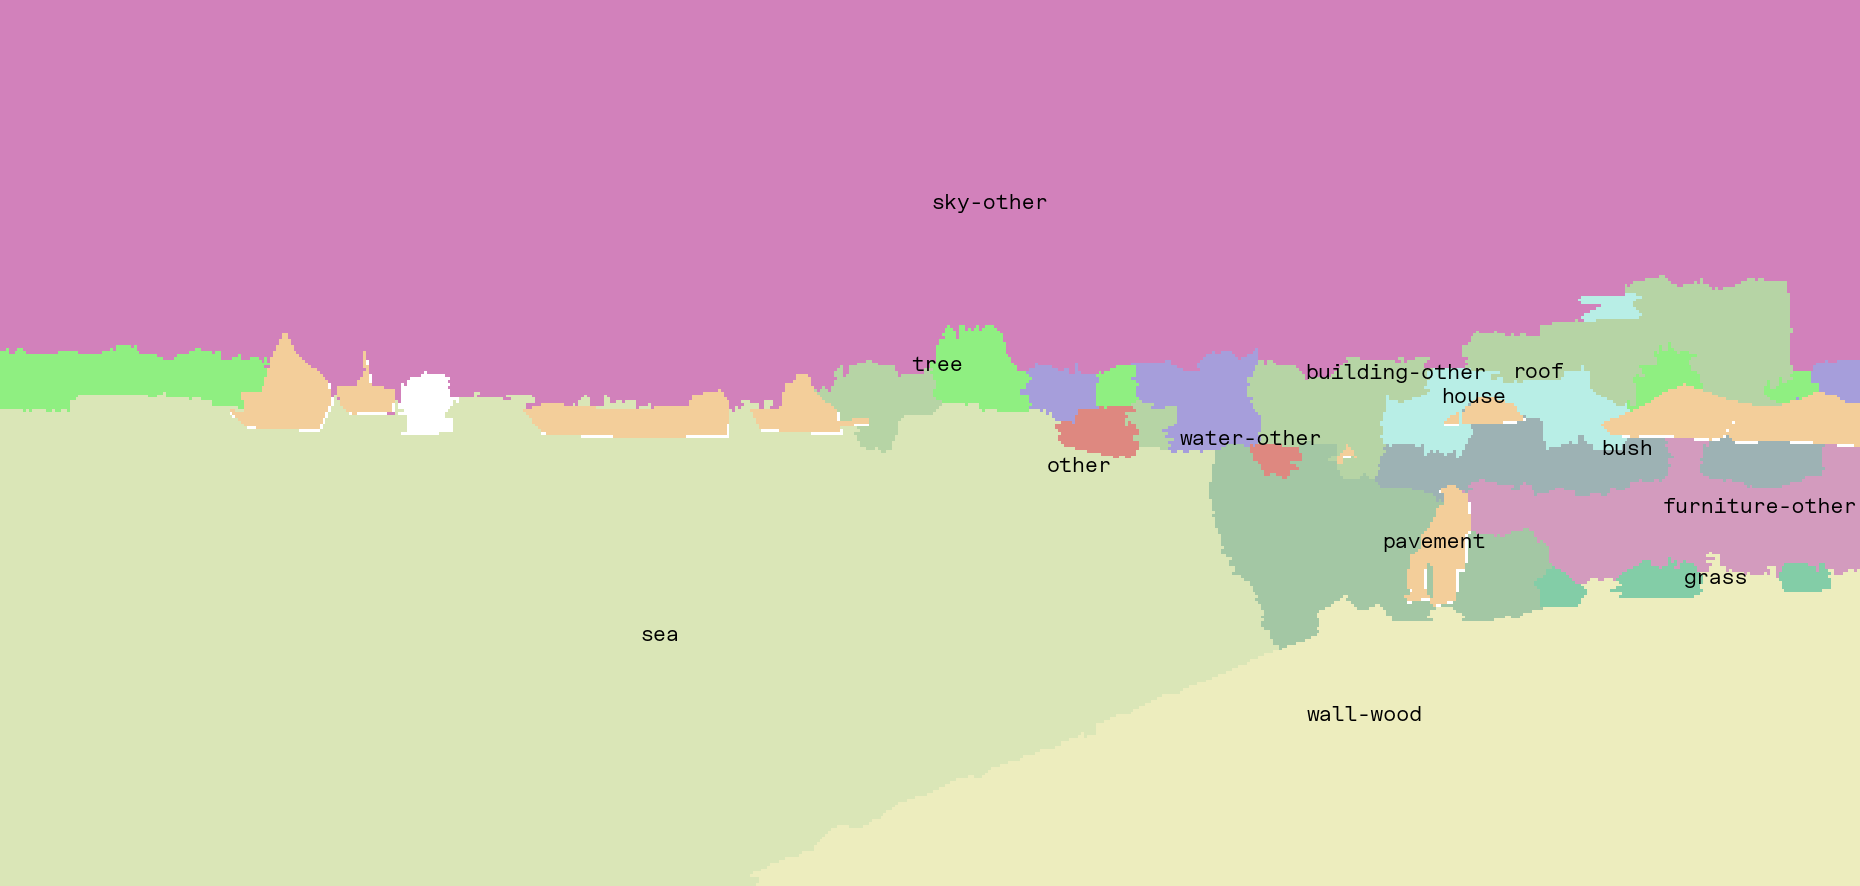 sky-other
tree
building-other
roof
house
water-other
bush
other
furniture-other
pavement
grass
sea
wall-wood